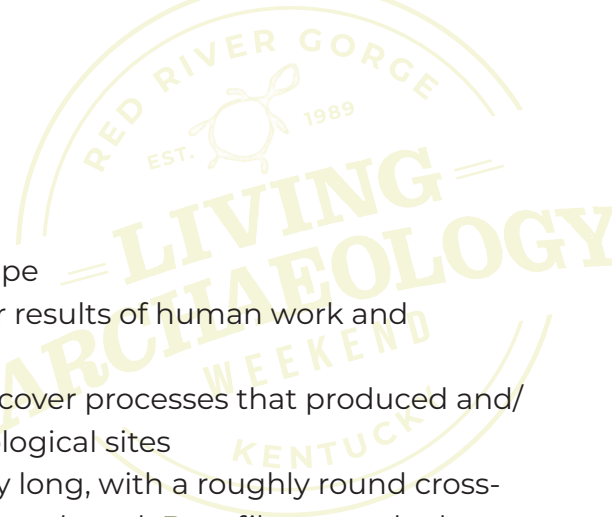 RED RIVER GORGE
EST. 1989
LIVING
ARCHAEOLOGY
WEEKEND
KENTUCKY
pe
r results of human work and
cover processes that produced and/
logical sites
y long, with a roughly round cross-